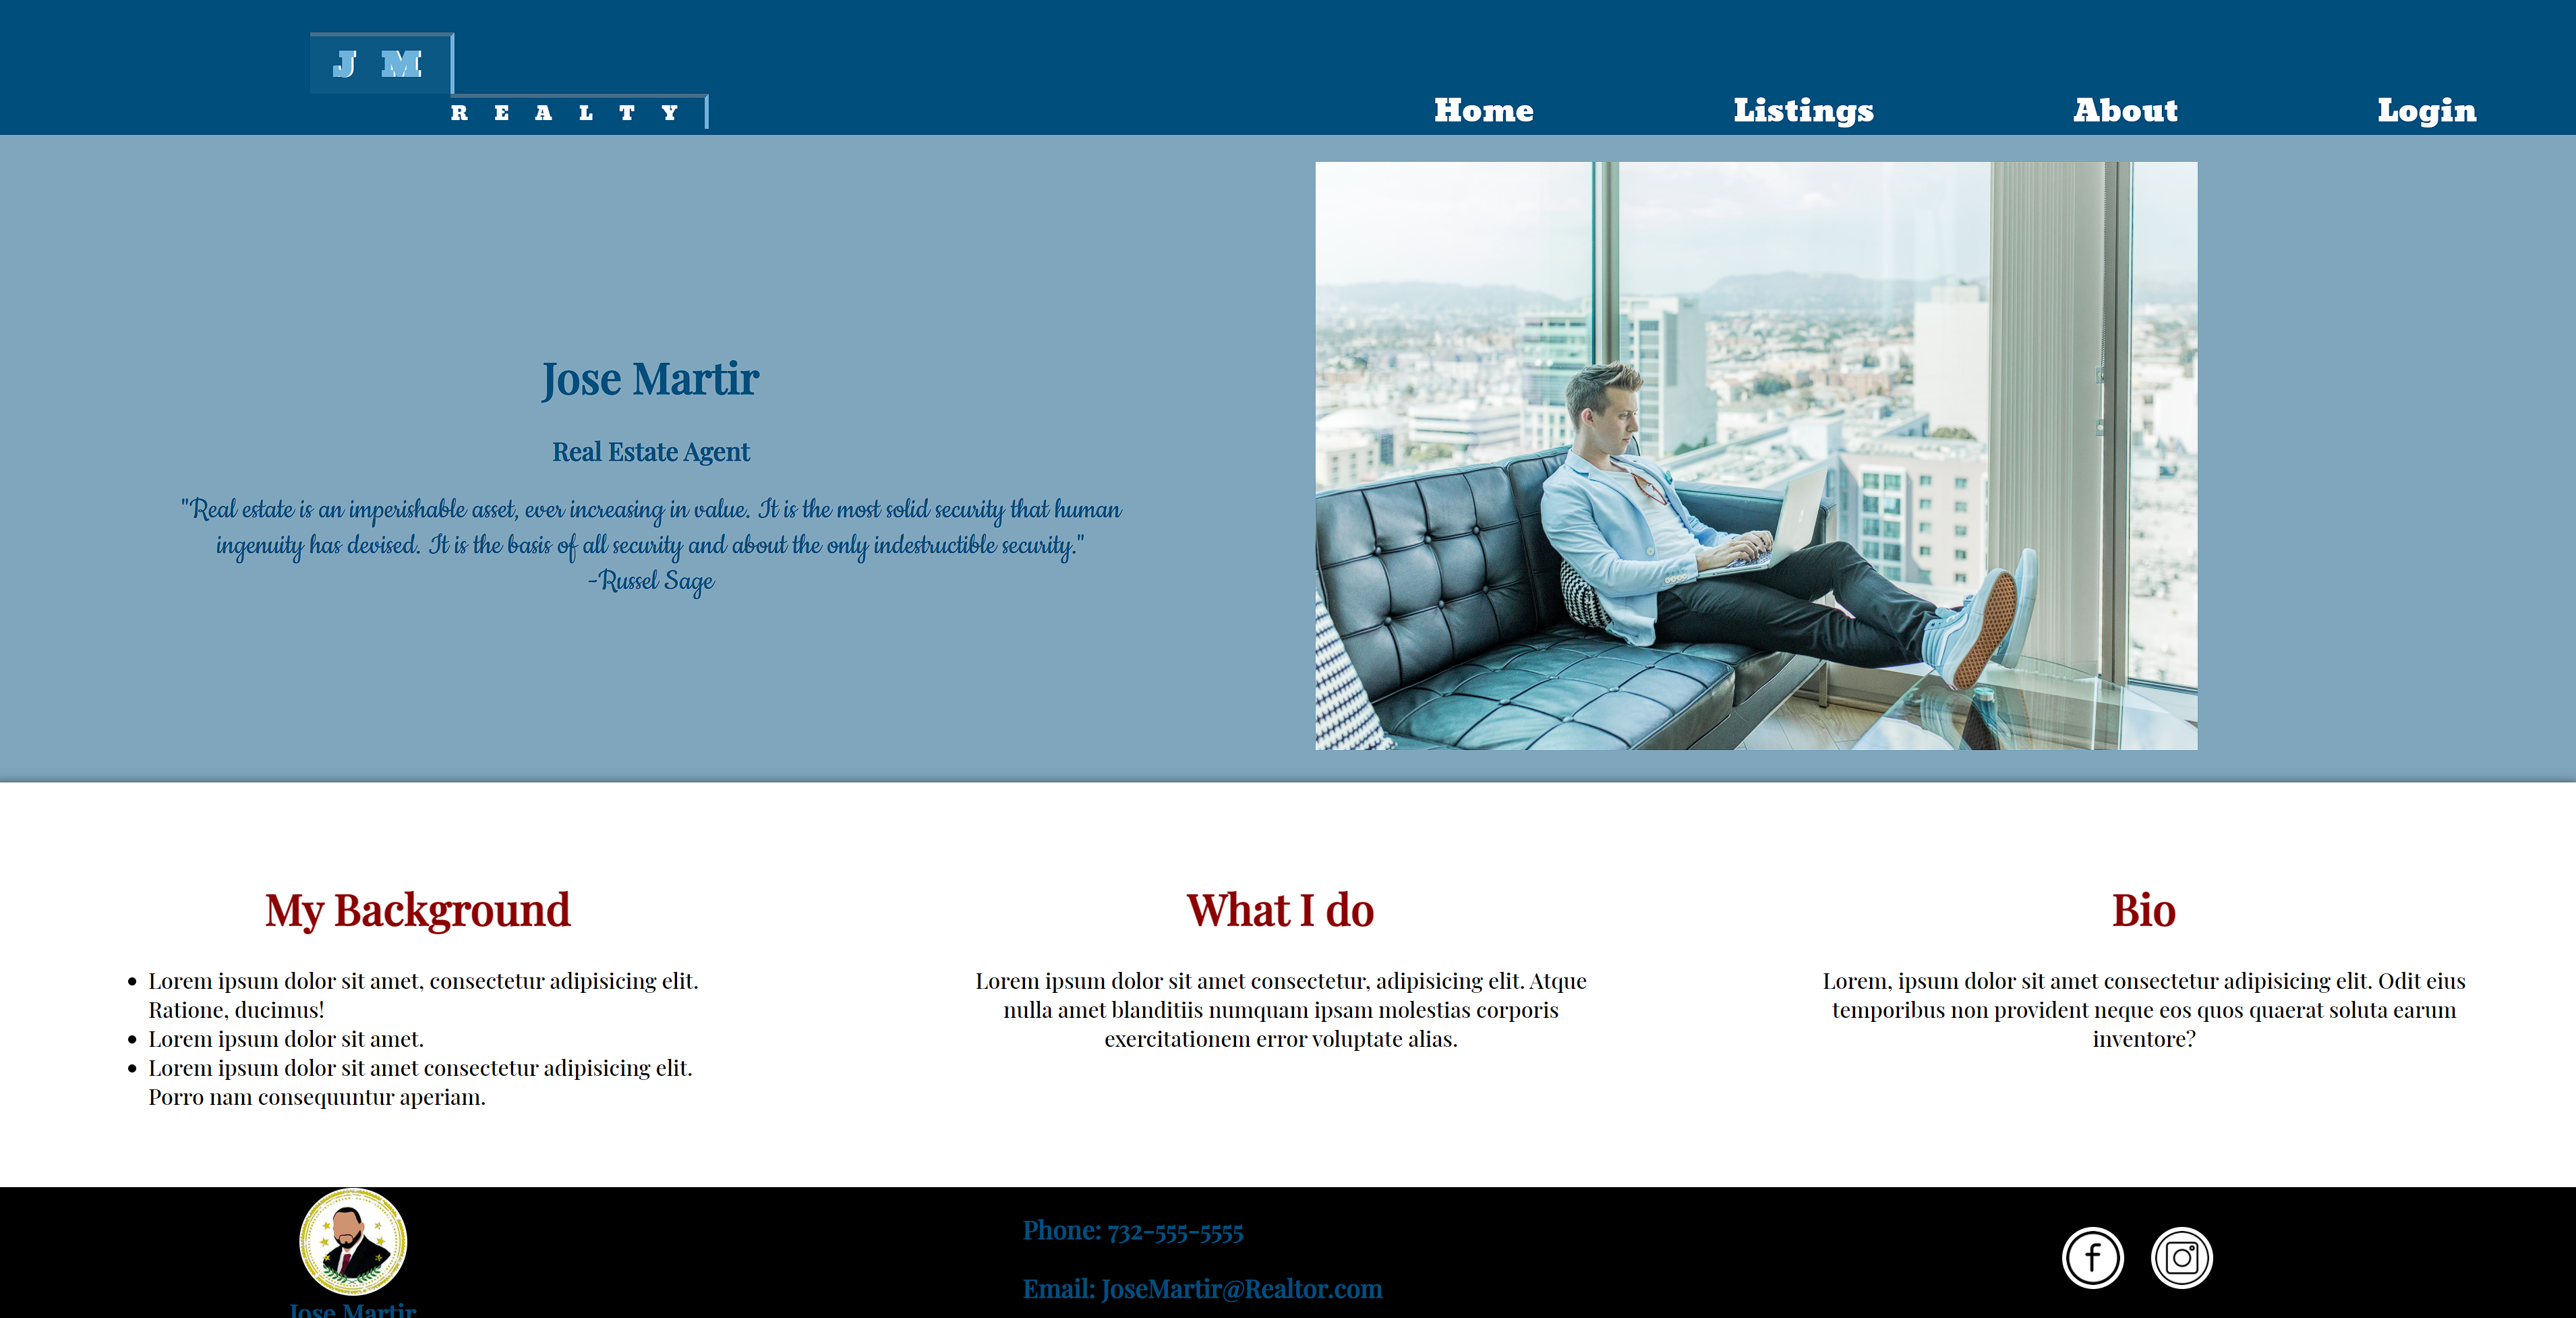 J M
REALTY
Home Listings About Login
Jose Martir
Real Estate Agent
"Real estate is an imperishable asset, ever increasing in value. It is the most solid security that human
ingenuity has devised. It is the basis of all security and about the only indestructible security."
-Russel Sage
My Background
Lorem ipsum dolor sit amet, consectetur adipisicing elit.
Ratione, ducimus!
Lorem ipsum dolor sit amet.
Lorem ipsum dolor sit amet consectetur adipisicing elit.
Porro nam consequuntur aperiam.
What I do
Lorem ipsum dolor sit amet consectetur, adipisicing elit. Atque
nulla amet blanditiis numquam ipsam molestias corporis
exercitationem error voluptate alias.
Bio
Lorem, ipsum dolor sit amet consectetur adipisicing elit. Odit eius
temporibus non provident neque eos quos quaerat soluta earum
inventore?
Jose Martir
Phone: 732-555-5555
Email: JoseMartir@Realtor.com